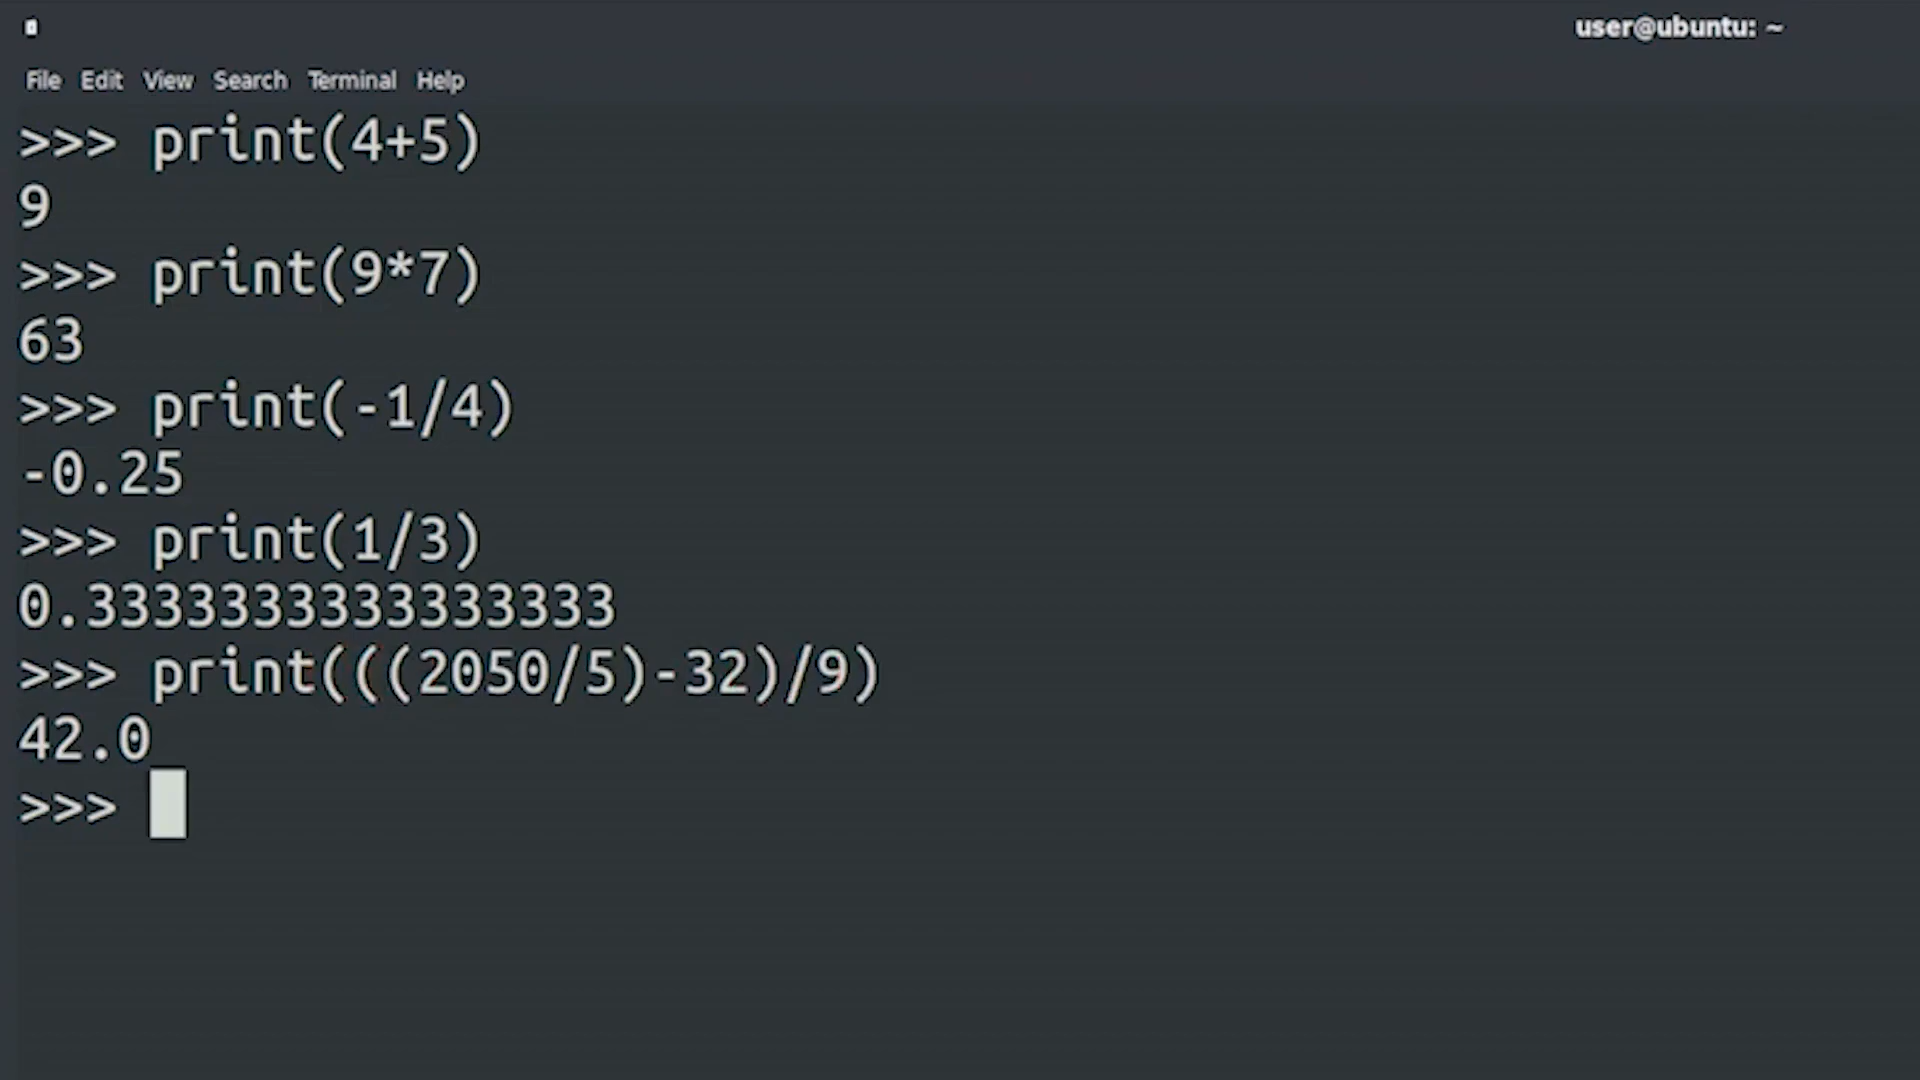 user@ubuntu: ~
File Edit View Search Terminal Help
>>> print(4+5)
9
>>> print(9*7)
63
>>> print(-1/4)
-0.25
>>> print(1/3)
0.3333333333333333
>>> print(((2050/5)-32)/9)
42.0
>>>